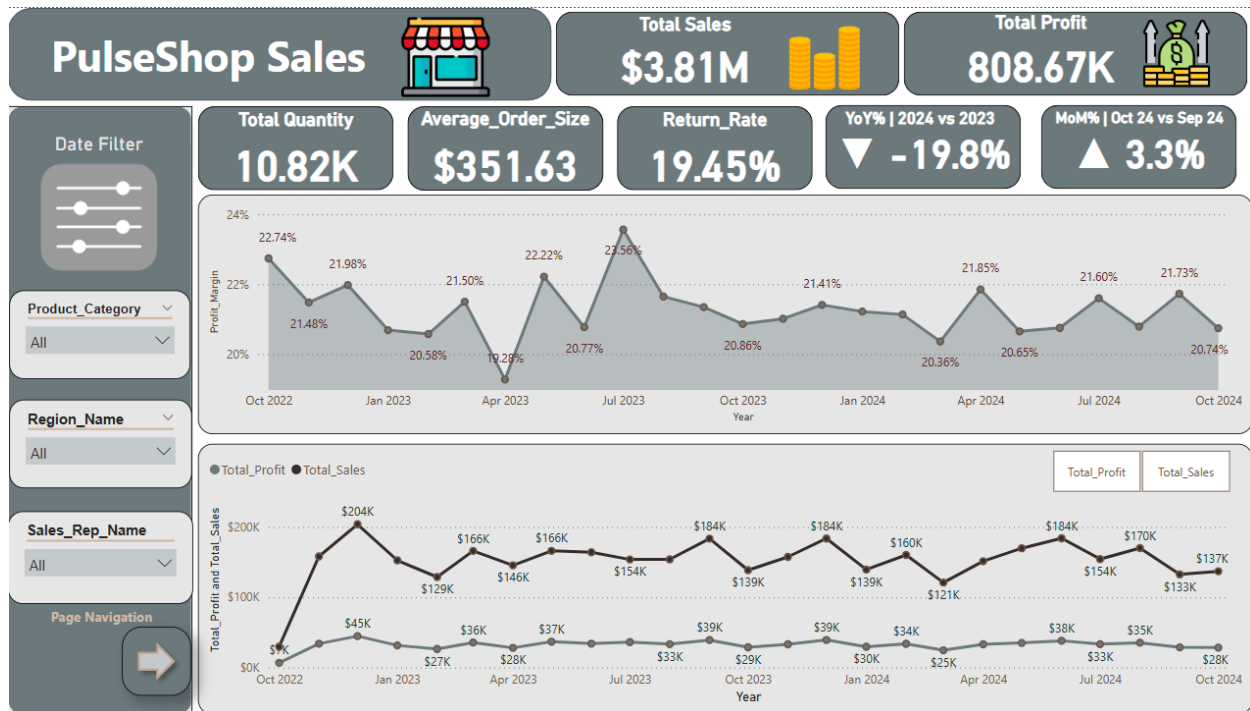 PulseShop Sales
Total Sales
$3.81M
Total Profit
808.67K
Date Filter
Total Quantity
10.82K
Average_Order_Size
$351.63
Return_Rate
19.45%
YoY% | 2024 vs 2023
▼ -19.8%
MoM% | Oct 24 vs Sep 24
▲ 3.3%
Product_Category
All
Region_Name
All
Sales_Rep_Name
All
Page Navigation
Profit_Margin
24%
22%
20%
22.74%
21.48%
21.98%
20.58%
21.50%
19.28%
22.22%
20.77%
23.56%
20.86%
21.41%
20.36%
21.85%
20.65%
21.60%
21.73%
20.74%
Oct 2022
Jan 2023
Apr 2023
Jul 2023
Oct 2023
Jan 2024
Apr 2024
Jul 2024
Oct 2024
Year
Total_Profit
Total_Sales
Total_Profit
Total_Sales
Total_Profit and Total_Sales
$200K
$100K
$0K
$204K
$129K
$166K
$146K
$166K
$154K
$184K
$139K
$184K
$139K
$160K
$121K
$184K
$154K
$170K
$133K
$137K
$7K
$45K
$27K
$36K
$28K
$37K
$33K
$39K
$29K
$39K
$30K
$34K
$25K
$38K
$33K
$35K
$28K
Oct 2022
Jan 2023
Apr 2023
Jul 2023
Oct 2023
Jan 2024
Apr 2024
Jul 2024
Oct 2024
Year